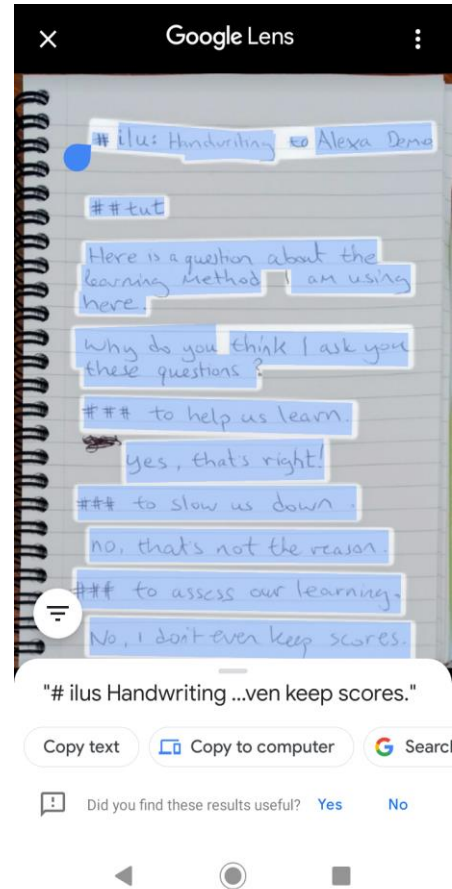 Google Lens
# ilu: Handwriting to Alexa Demo
##tut
Here is a question about the
learning Method I am using
here.
Why do you think I ask you
these questions?
### to help us learn.
yes, that's right!
### to slow us down.
no, that's not the reason.
### to assess our learning.
No, I don't even keep scores.
"# ilus Handwriting ...ven keep scores."
Copy text
Copy to computer
G Searcl
Did you find these results useful? Yes No